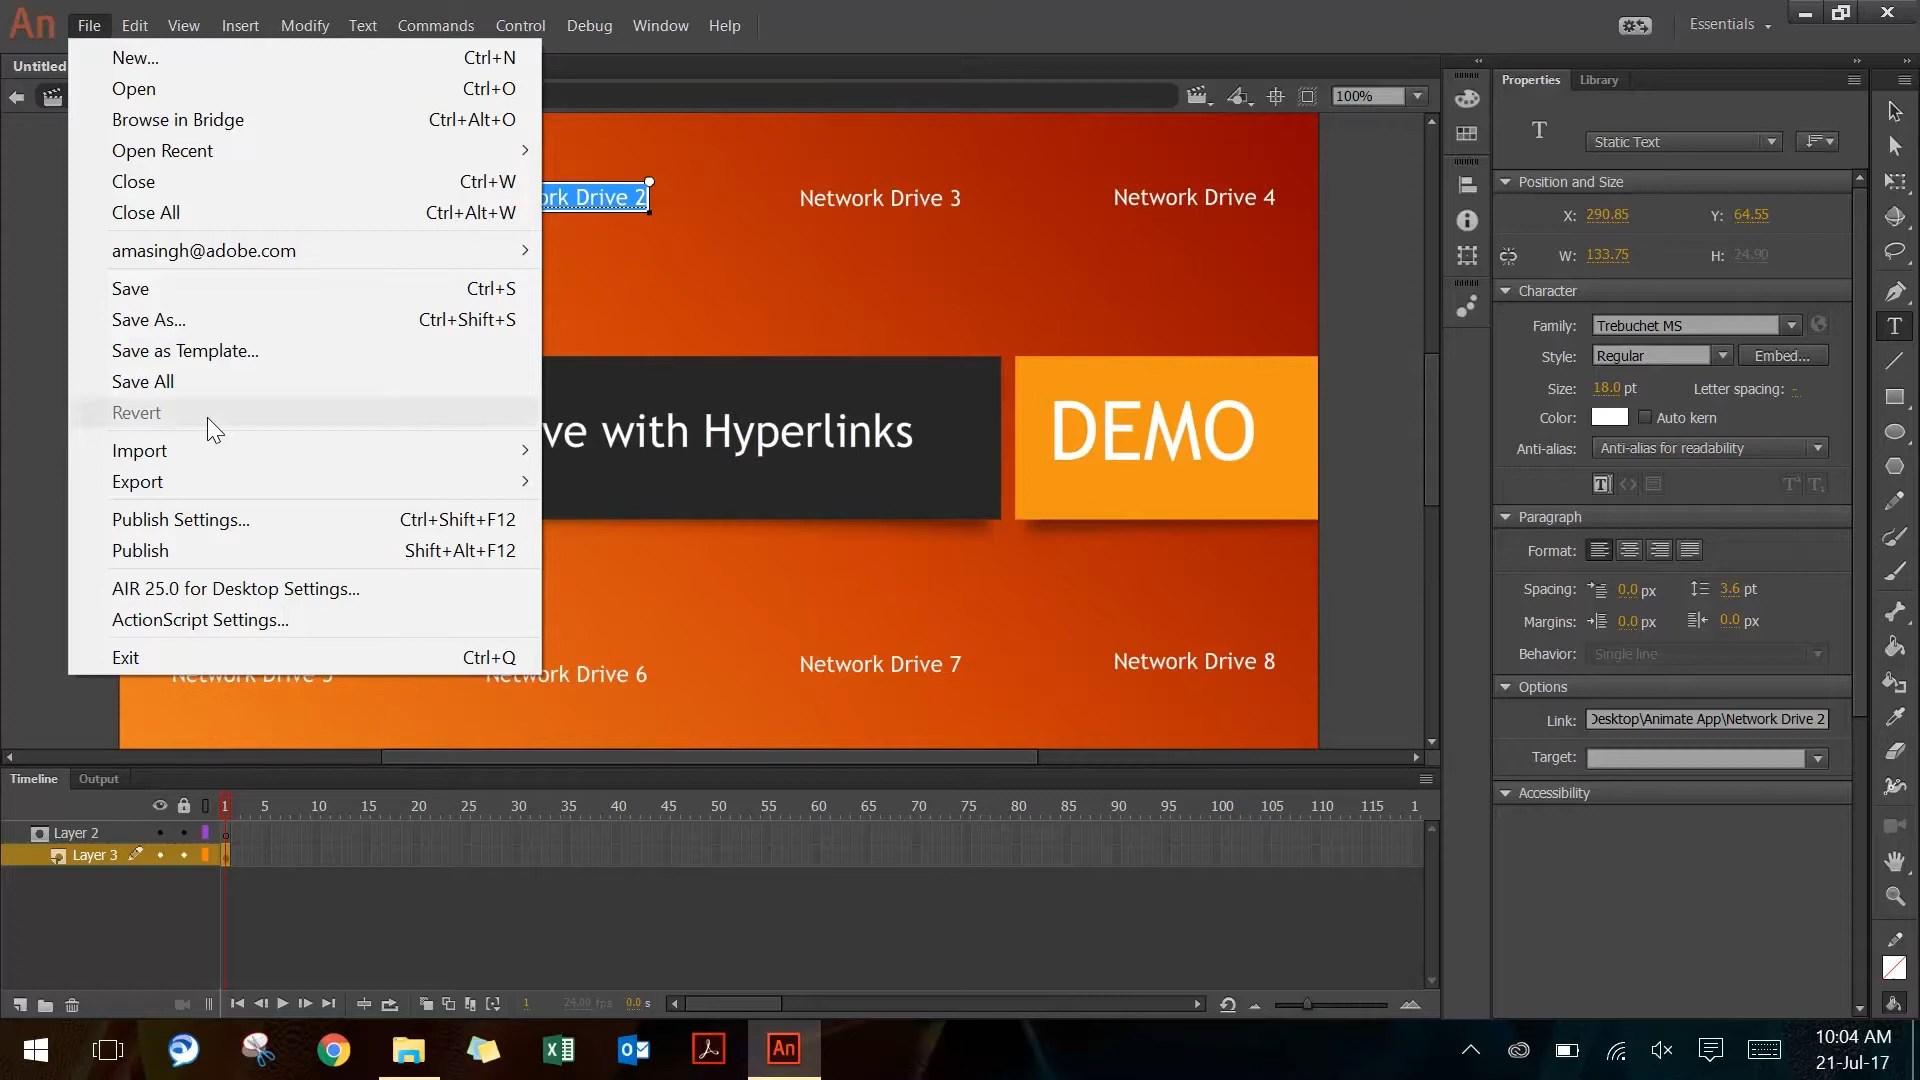 An File Edit View Insert Modify Text Commands Control Debug Window Help Essentials
Untitled
100%
New... Ctrl+N
Open Ctrl+O
Browse in Bridge Ctrl+Alt+O
Open Recent
Close Ctrl+W
Close All Ctrl+Alt+W
amasingh@adobe.com
Save Ctrl+S
Save As... Ctrl+Shift+S
Save as Template...
Save All
Revert
Import
Export
Publish Settings... Ctrl+Shift+F12
Publish Shift+Alt+F12
AIR 25.0 for Desktop Settings...
ActionScript Settings...
Exit Ctrl+Q
ork Drive 2
Network Drive 3
Network Drive 4
ve with Hyperlinks
DEMO
Network Drive 5
Network Drive 6
Network Drive 7
Network Drive 8
Properties Library
T Static Text
Position and Size
X: 290.85 Y: 64.55
W: 133.75 H: 24.90
Character
Family: Trebuchet MS
Style: Regular Embed...
Size: 18.0 pt Letter spacing: -
Color: Auto kern
Anti-alias: Anti-alias for readability
Paragraph
Format:
Spacing: 0.0 px 3.6 pt
Margins: 0.0 px 0.0 px
Behavior: Single line
Options
Link: Desktop\Animate App\Network Drive 2
Target:
Accessibility
Timeline Output
1 5 10 15 20 25 30 35 40 45 50 55 60 65 70 75 80 85 90 95 100 105 110 115 1
Layer 2
Layer 3
1 24.00 fps 0.0 s
10:04 AM
21-Jul-17